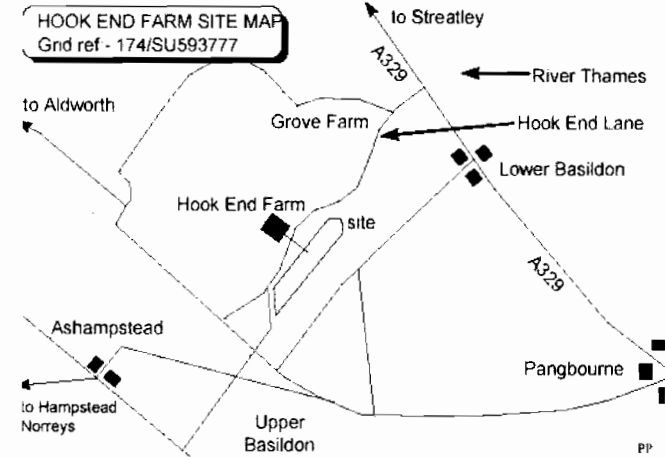 HOOK END FARM SITE MAP
Grid ref - 174/SU593777
to Streatley
A329
River Thames
to Aldworth
Grove Farm
Hook End Lane
Lower Basildon
Hook End Farm
site
A329
Ashampstead
Pangbourne
to Hampstead
Norreys
Upper
Basildon
PP